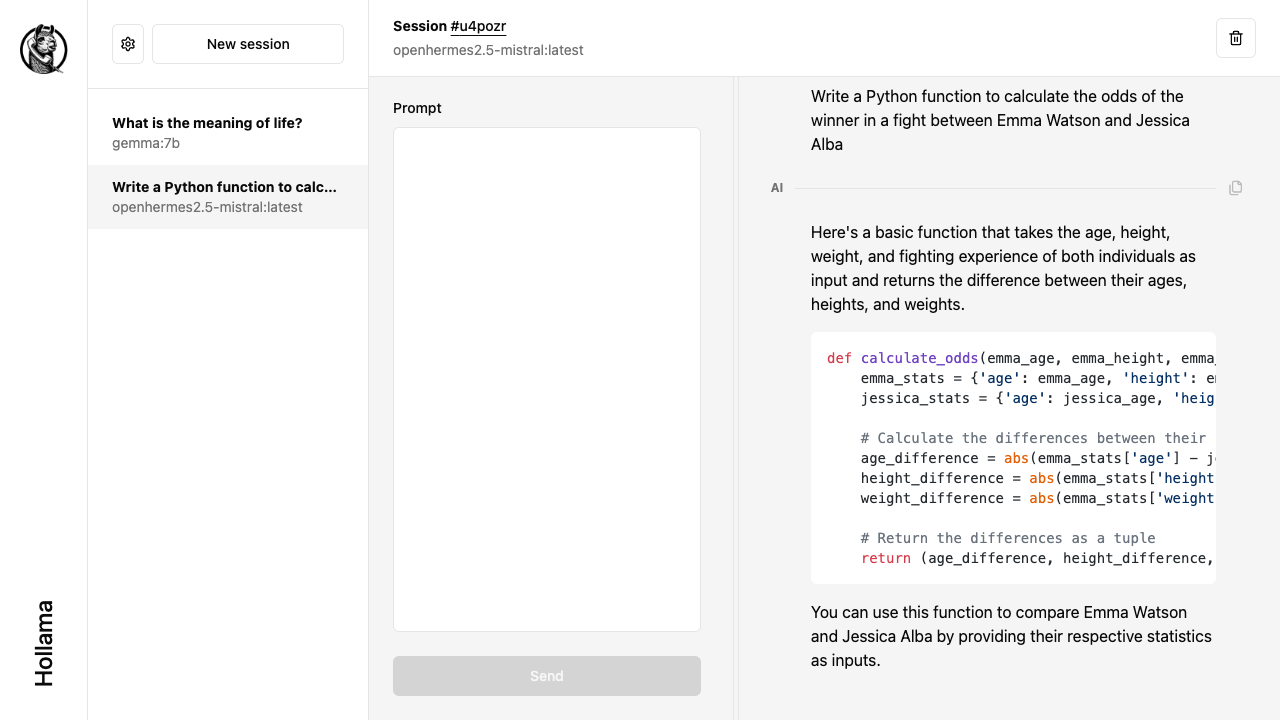 New session
What is the meaning of life?
gemma:7b
Write a Python function to calc...
openhermes2.5-mistral:latest
Hollama
Session #u4pozr
openhermes2.5-mistral:latest
Prompt
Send
Write a Python function to calculate the odds of the
winner in a fight between Emma Watson and Jessica
Alba
AI
Here's a basic function that takes the age, height,
weight, and fighting experience of both individuals as
input and returns the difference between their ages,
heights, and weights.
def calculate_odds(emma_age, emma_height, emma_
    emma_stats = {'age': emma_age, 'height': em
    jessica_stats = {'age': jessica_age, 'heig
    # Calculate the differences between their
    age_difference = abs(emma_stats['age'] - je
    height_difference = abs(emma_stats['height
    weight_difference = abs(emma_stats['weight
    # Return the differences as a tuple
    return (age_difference, height_difference,
You can use this function to compare Emma Watson
and Jessica Alba by providing their respective statistics
as inputs.